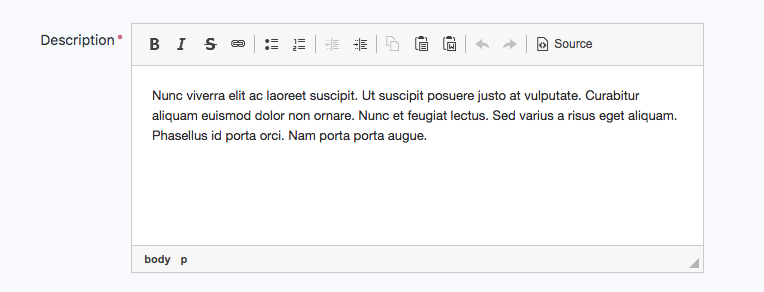 Description *
B I S Source
Nunc viverra elit ac laoreet suscipit. Ut suscipit posuere justo at vulputate. Curabitur
aliquam euismod dolor non ornare. Nunc et feugiat lectus. Sed varius a risus eget aliquam.
Phasellus id porta orci. Nam porta porta augue.
body p